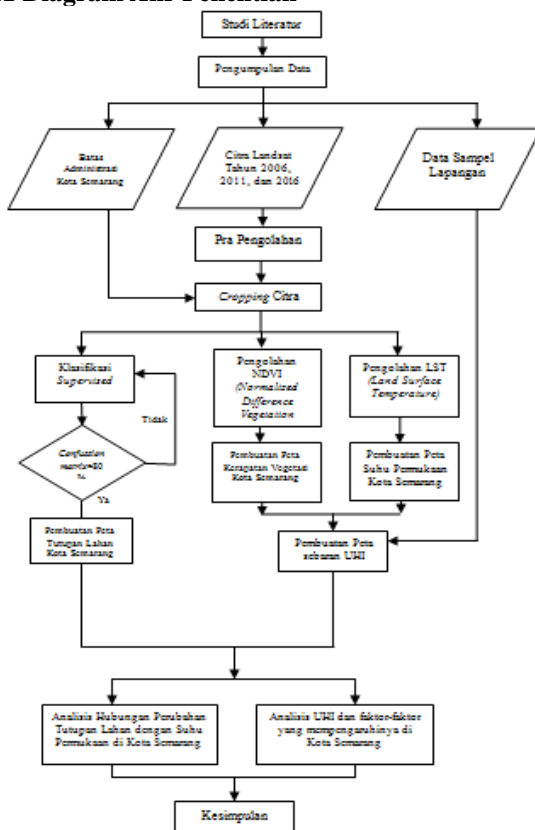 Diagram Alir Penelitian
Studi Literatur
Pengumpulan Data
Batas
Administrasi
Kota Semarang
Citra Landsat
Tahun 2006,
2011, dan 2016
Data Sampel
Lapangan
Pra Pengolahan
Cropping Citra
Klasifikasi
Supervised
Pengolahan
NDVI
(Normalized
Difference
Vegetation)
Pengolahan LST
(Land Surface
Temperature)
Tidak
Confusion
matrix=80
%
Ya
Pembuatan Peta
Kerapatan Vegetasi
Kota Semarang
Pembuatan Peta
Suhu Permukaan
Kota Semarang
Pembuatan Peta
Tutupan Lahan
Kota Semarang
Pembuatan Peta
sebaran UHI
Analisis Hubungan Perubahan
Tutupan Lahan dengan Suhu
Permukaan di Kota Semarang
Analisis UHI dan faktor-faktor
yang mempengaruhinya di
Kota Semarang
Kesimpulan